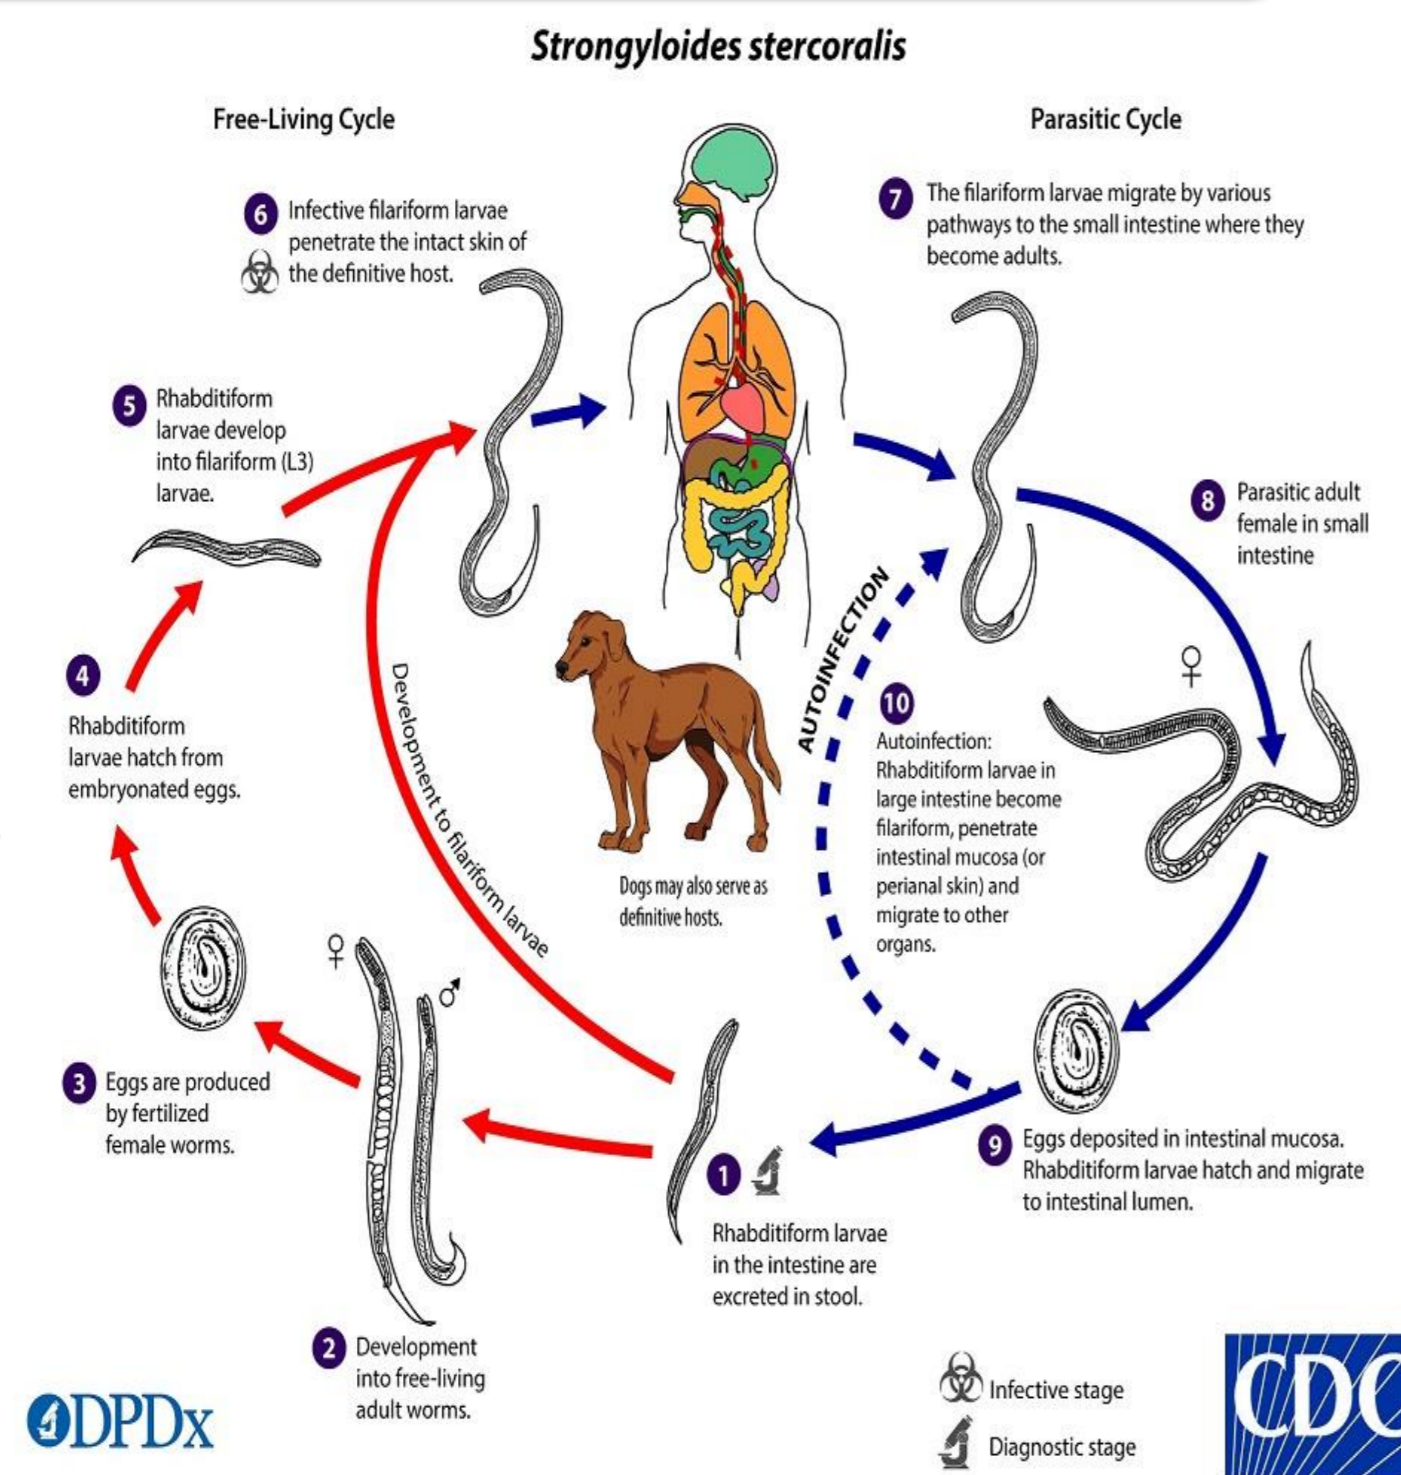 Strongyloides stercoralis
Free-Living Cycle
Parasitic Cycle
6
Infective filariform larvae
penetrate the intact skin of
the definitive host.
7
The filariform larvae migrate by various
pathways to the small intestine where they
become adults.
5
Rhabditiform
larvae develop
into filariform (L3)
larvae.
8
Parasitic adult
female in small
intestine
4
Rhabditiform
larvae hatch from
embryonated eggs.
Development to filariform larvae
AUTOINFECTION
10
Autoinfection:
Rhabditiform larvae in
large intestine become
filariform, penetrate
intestinal mucosa (or
perianal skin) and
migrate to other
organs.
Dogs may also serve as
definitive hosts.
♀
♀
♂
3
Eggs are produced
by fertilized
female worms.
9
Eggs deposited in intestinal mucosa.
Rhabditiform larvae hatch and migrate
to intestinal lumen.
1
Rhabditiform larvae
in the intestine are
excreted in stool.
2
Development
into free-living
adult worms.
Infective stage
Diagnostic stage
DPDx
CDC